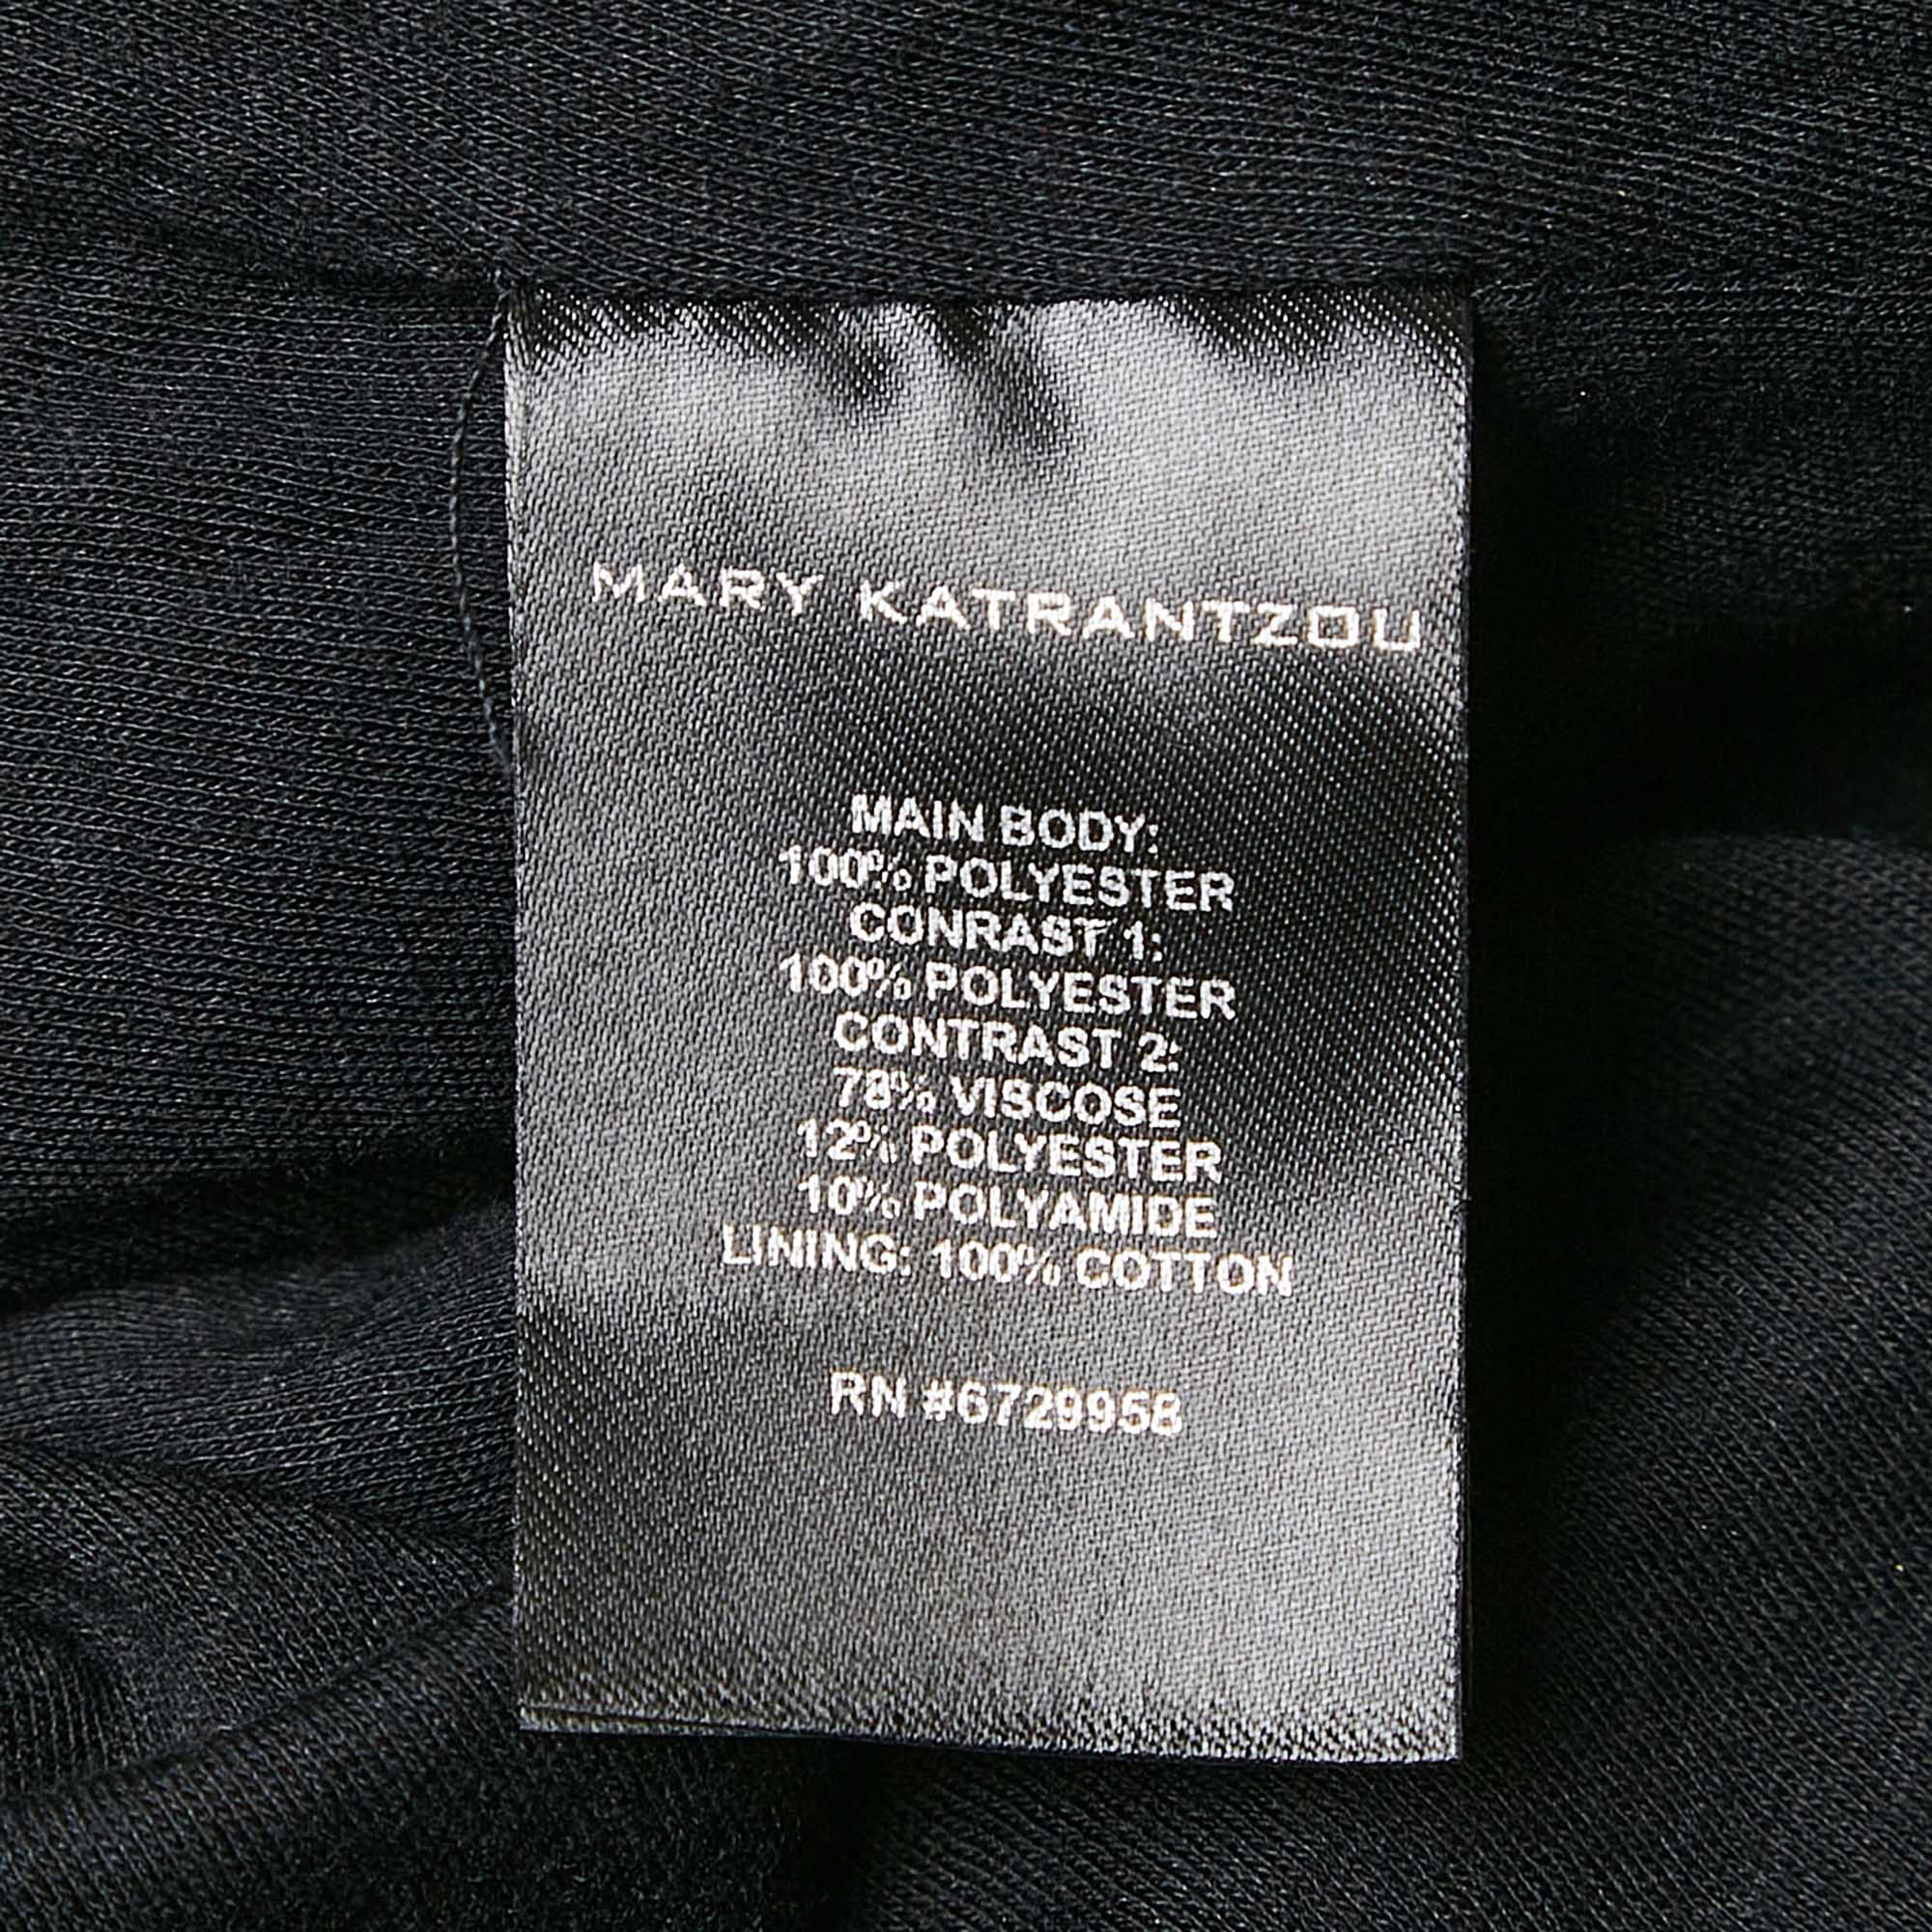 MARY KATRANTZOU
MAIN BODY:
100% POLYESTER
CONRAST 1:
100% POLYESTER
CONTRAST 2:
78% VISCOSE
12% POLYESTER
10% POLYAMIDE
LINING: 100% COTTON
RN #6729958